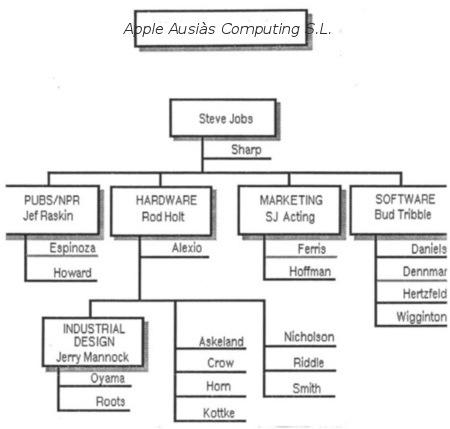 Apple Ausiàs Computing S.L.
Steve Jobs
Sharp
PUBS/NPR
Jef Raskin
Espinoza
Howard
HARDWARE
Rod Holt
Alexio
MARKETING
SJ Acting
Ferris
Hoffman
SOFTWARE
Bud Tribble
Daniels
Dennmar
Hertzfeld
Wigginton
INDUSTRIAL
DESIGN
Jerry Mannock
Oyama
Roots
Askeland
Crow
Horn
Kottke
Nicholson
Riddle
Smith